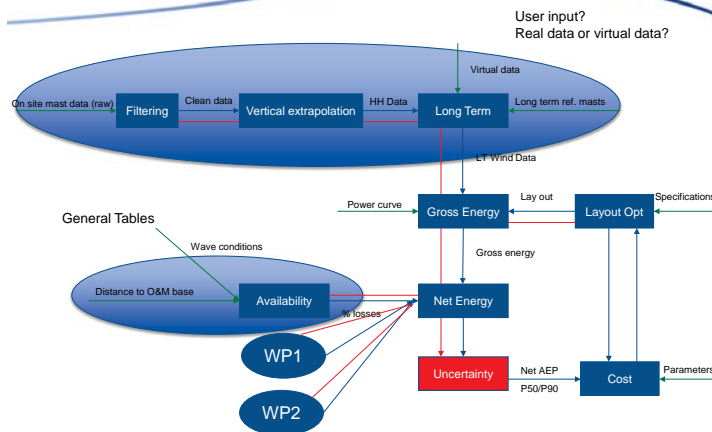 User input?
Real data or virtual data?
Virtual data
On site mast data (raw)
Filtering
Clean data
Vertical extrapolation
HH Data
Long Term
Long term ref. masts
LT Wind Data
Power curve
Gross Energy
Lay out
Layout Opt
Specifications
General Tables
Wave conditions
Gross energy
Distance to O&M base
Availability
% losses
Net Energy
WP1
Uncertainty
Net AEP
P50/P90
Cost
Parameters
WP2